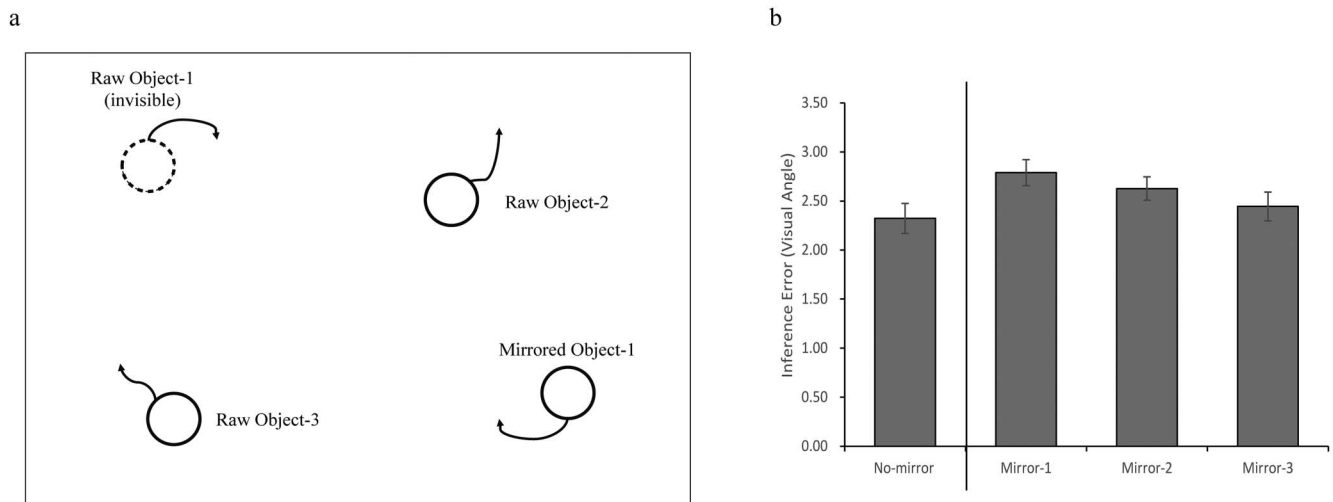 a
Raw Object-1
(invisible)
Raw Object-2
Mirrored Object-1
Raw Object-3
b
Inference Error (Visual Angle)
3.50
3.00
2.50
2.00
1.50
1.00
0.50
0.00
No-mirror
Mirror-1
Mirror-2
Mirror-3